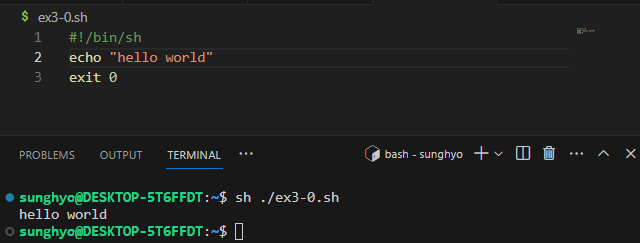 $ ex3-0.sh
1 #!/bin/sh
2 echo "hello world"
3 exit 0
PROBLEMS OUTPUT TERMINAL ... bash - sunghyo
sunghyo@DESKTOP-5T6FFDT:~$ sh ./ex3-0.sh
hello world
sunghyo@DESKTOP-5T6FFDT:~$